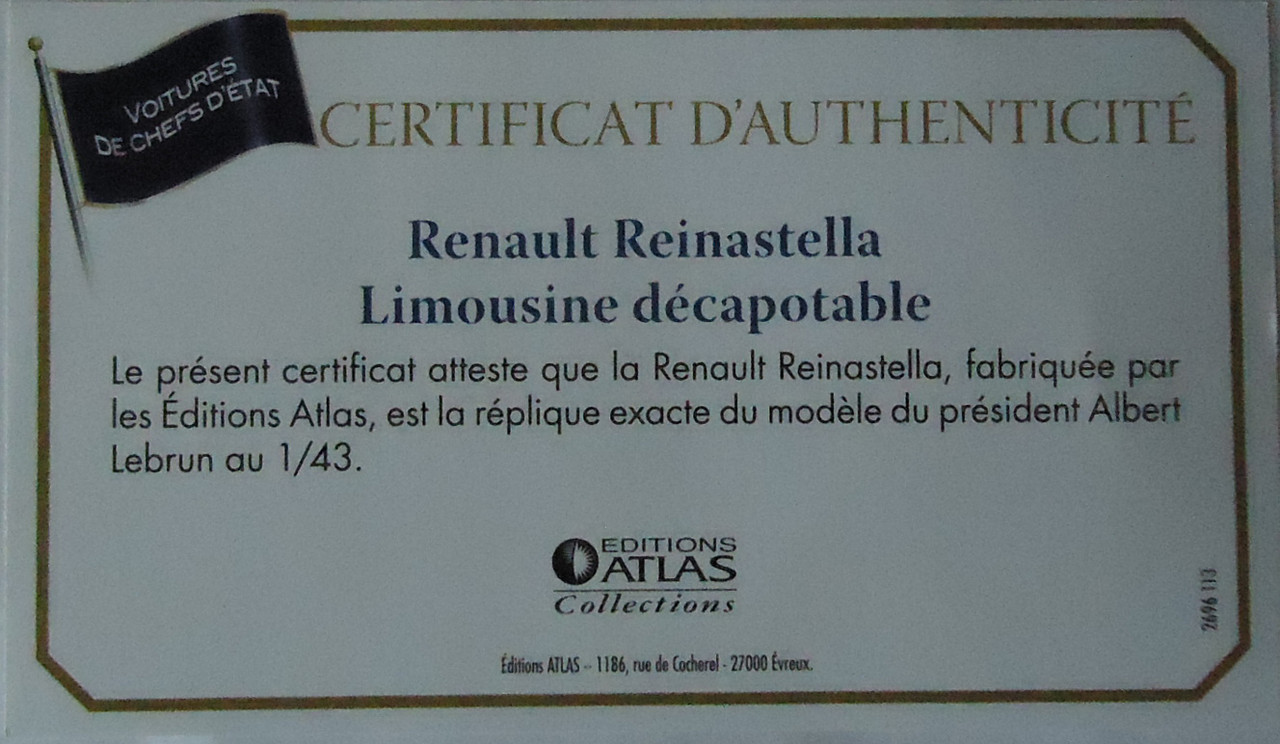 VOITURES
DE CHEFS D'ÉTAT
CERTIFICAT D'AUTHENTICITÉ
Renault Reinastella
Limousine décapotable
Le présent certificat atteste que la Renault Reinastella, fabriquée par
les Éditions Atlas, est la réplique exacte du modèle du président Albert
Lebrun au 1/43.
EDITIONS
ATLAS
Collections
2696 113
Éditions ATLAS - 1186, rue de Cocherel - 27000 Évreux.